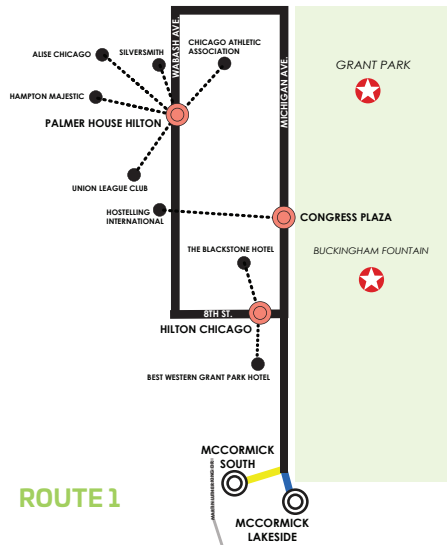 ALISE CHICAGO
SILVERSMITH
CHICAGO ATHLETIC
ASSOCIATION
WABASH AVE.
MICHIGAN AVE.
GRANT PARK
HAMPTON MAJESTIC
PALMER HOUSE HILTON
UNION LEAGUE CLUB
HOSTELLING
INTERNATIONAL
CONGRESS PLAZA
THE BLACKSTONE HOTEL
BUCKINGHAM FOUNTAIN
8TH ST.
HILTON CHICAGO
BEST WESTERN GRANT PARK HOTEL
MCCORMICK
SOUTH
ROUTE 1
MCCORMICK
LAKESIDE